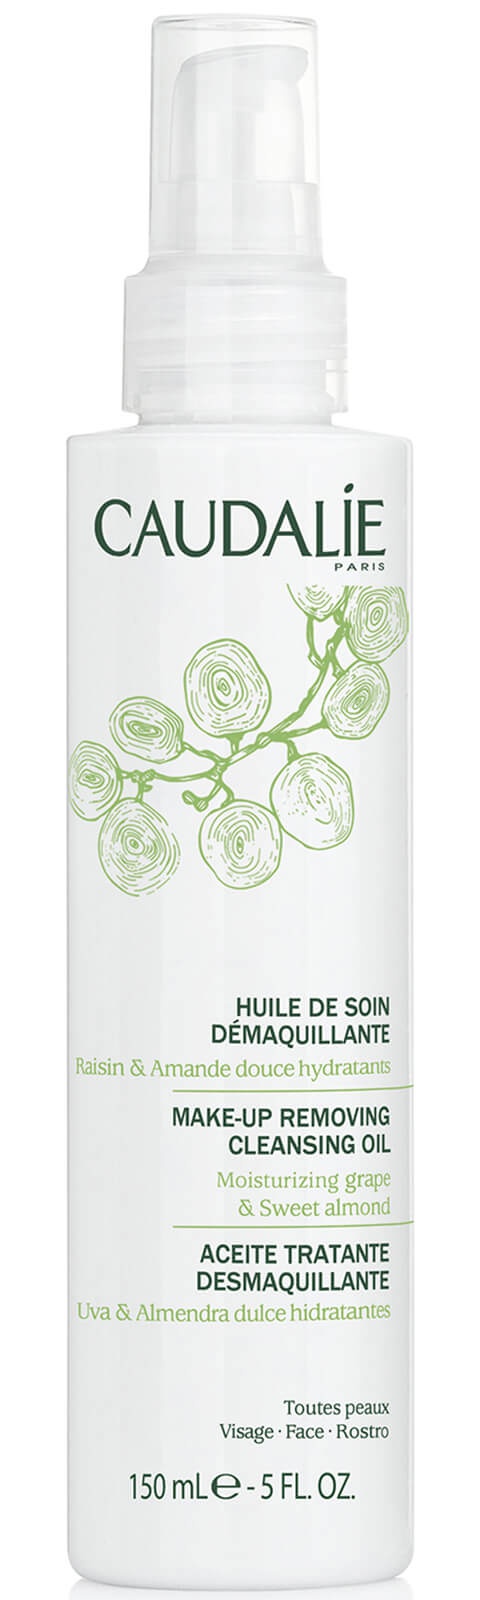 CAUDALÍE
PARIS
HUILE DE SOIN
DÉMAQUILLANTE
Raisin & Amande douce hydratants
MAKE-UP REMOVING
CLEANSING OIL
Moisturizing grape
& Sweet almond
ACEITE TRATANTE
DESMAQUILLANTE
Uva & Almendra dulce hidratantes
Toutes peaux
Visage · Face · Rostro
150 mL ℮ - 5 FL. OZ.